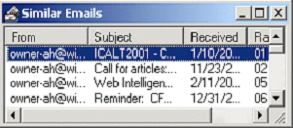 Similar Emails
From Subject Received Ra
owner-ah@wi... ICALT2001 - C... 1/10/20... 01
owner-ah@wi... Call for articles:... 11/23/2... 02
owner-ah@wi... Web Intelligen... 2/11/20... 05
owner-ah@wi... Reminder: CF... 12/31/2... 06